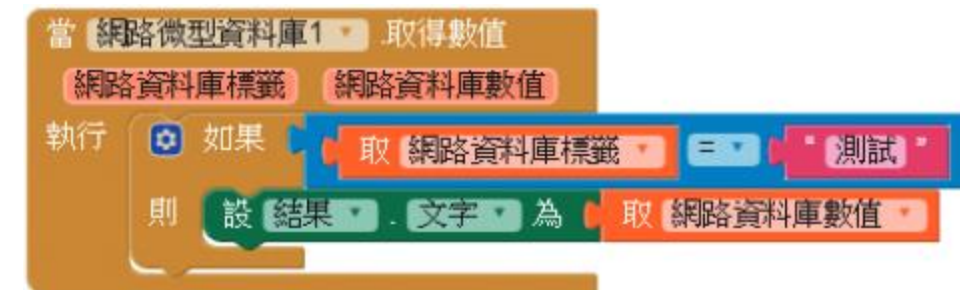 當 網路微型資料庫1 .取得數值
網路資料庫標籤 網路資料庫數值
執行 如果 取 網路資料庫標籤 = " 測試 "
則 設 結果 . 文字 為 取 網路資料庫數值